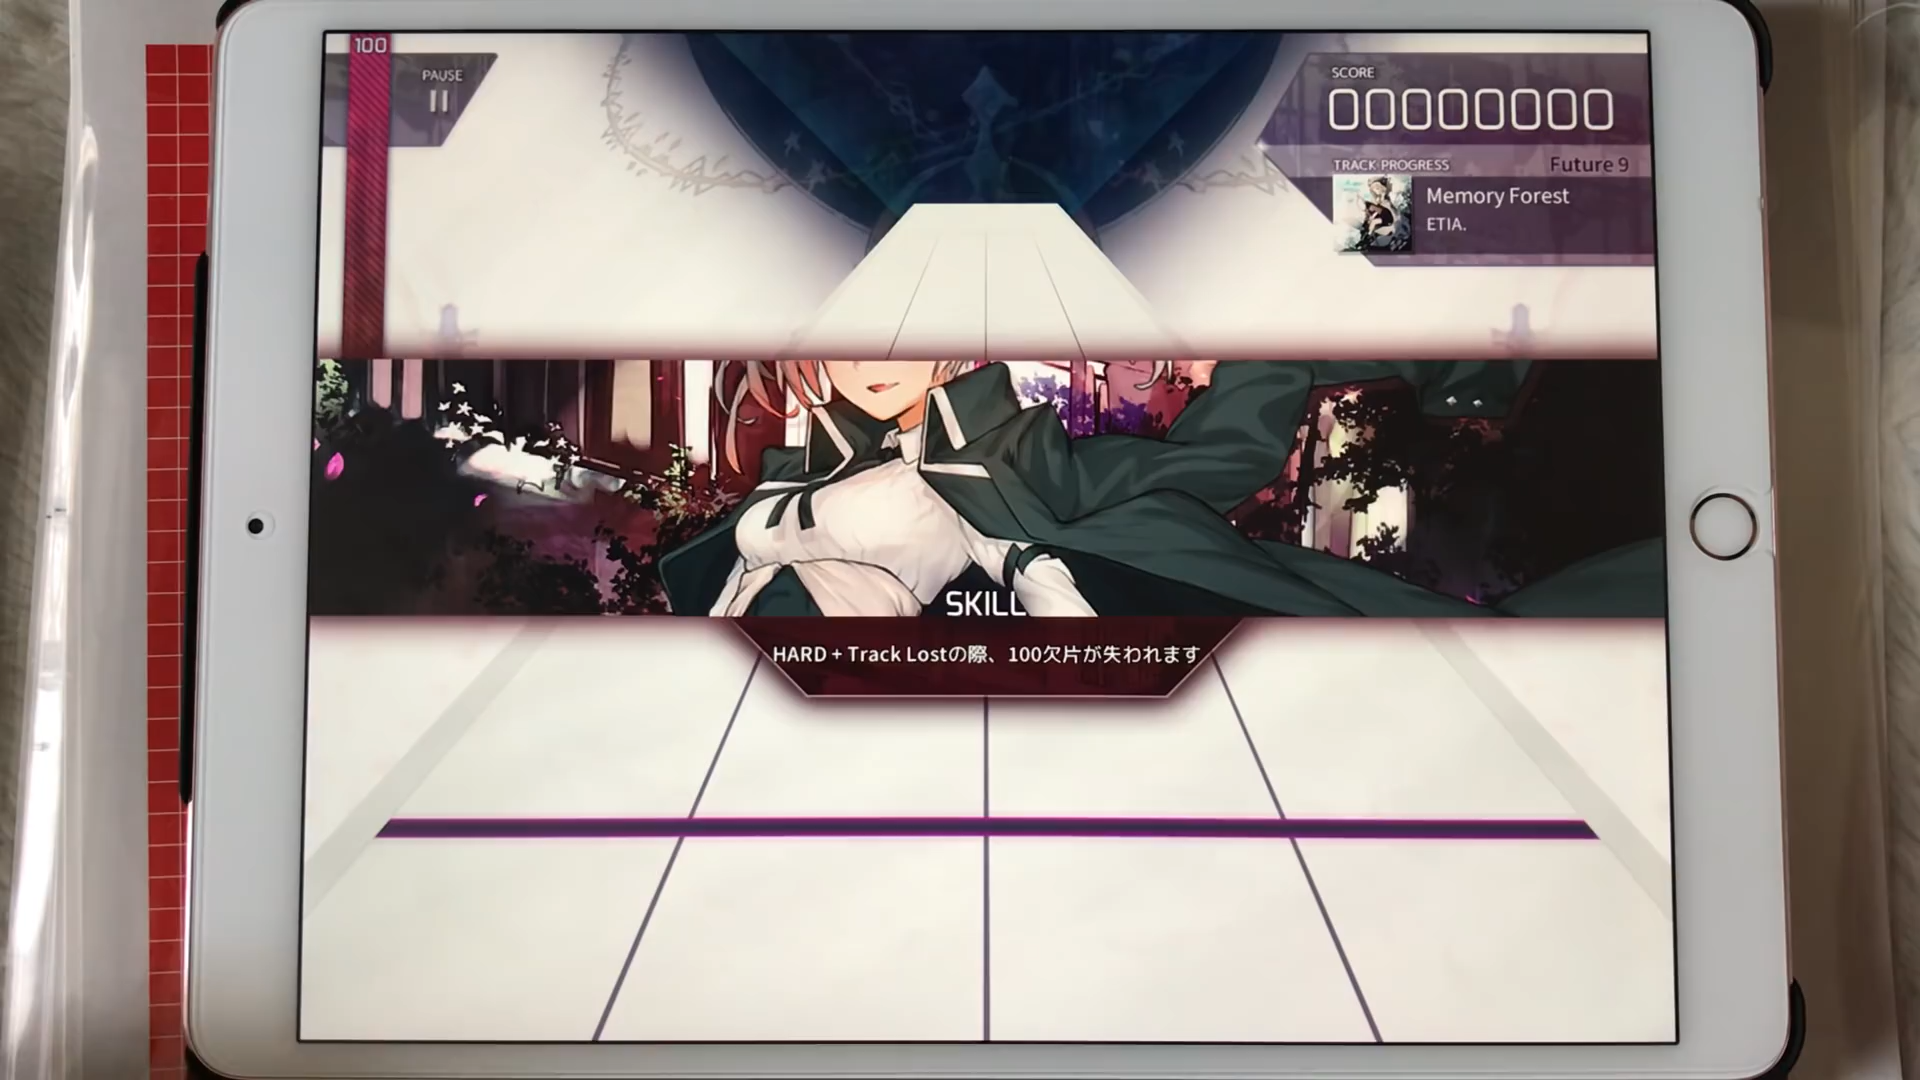 100
PAUSE
SCORE
00000000
TRACK PROGRESS
Future 9
Memory Forest
ETIA.
SKILL
HARD + Track Lostの際、100欠片が失われます